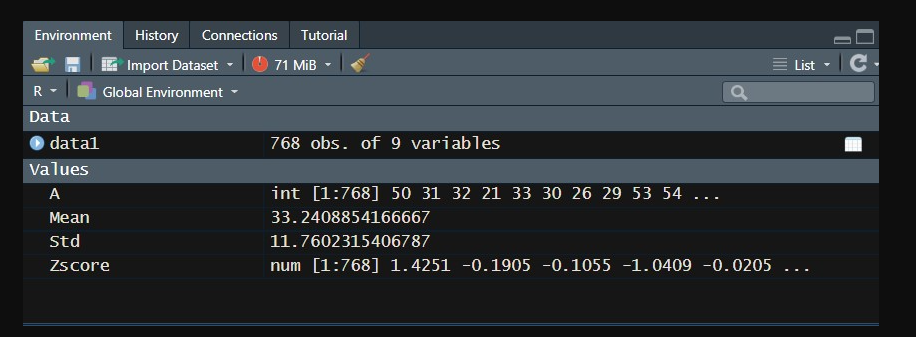 Environment History Connections Tutorial
Import Dataset 71 MiB List
R Global Environment
Data
data1 768 obs. of 9 variables
Values
A int [1:768] 50 31 32 21 33 30 26 29 53 54 ...
Mean 33.2408854166667
Std 11.7602315406787
Zscore num [1:768] 1.4251 -0.1905 -0.1055 -1.0409 -0.0205 ...